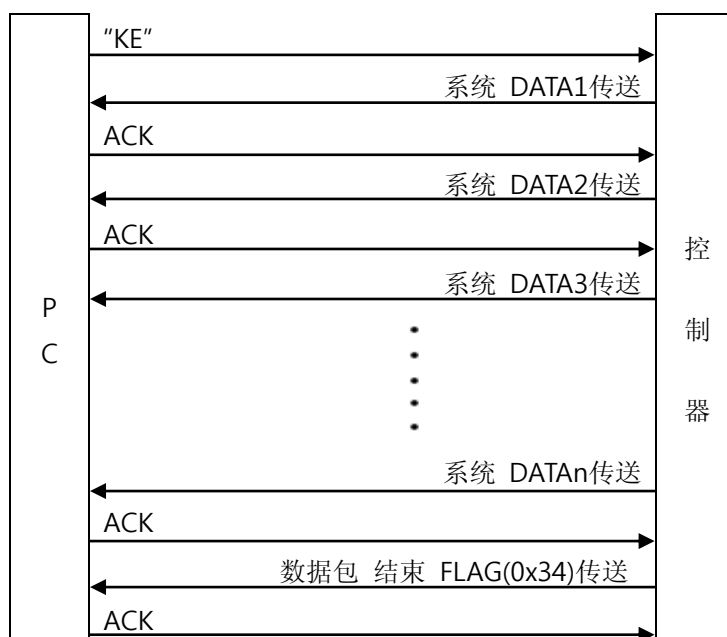 "KE"
系统 DATA1传送
ACK
系统 DATA2传送
ACK
系统 DATA3传送
P
C
控
制
器
系统 DATAn传送
ACK
数据包 结束 FLAG(0x34)传送
ACK